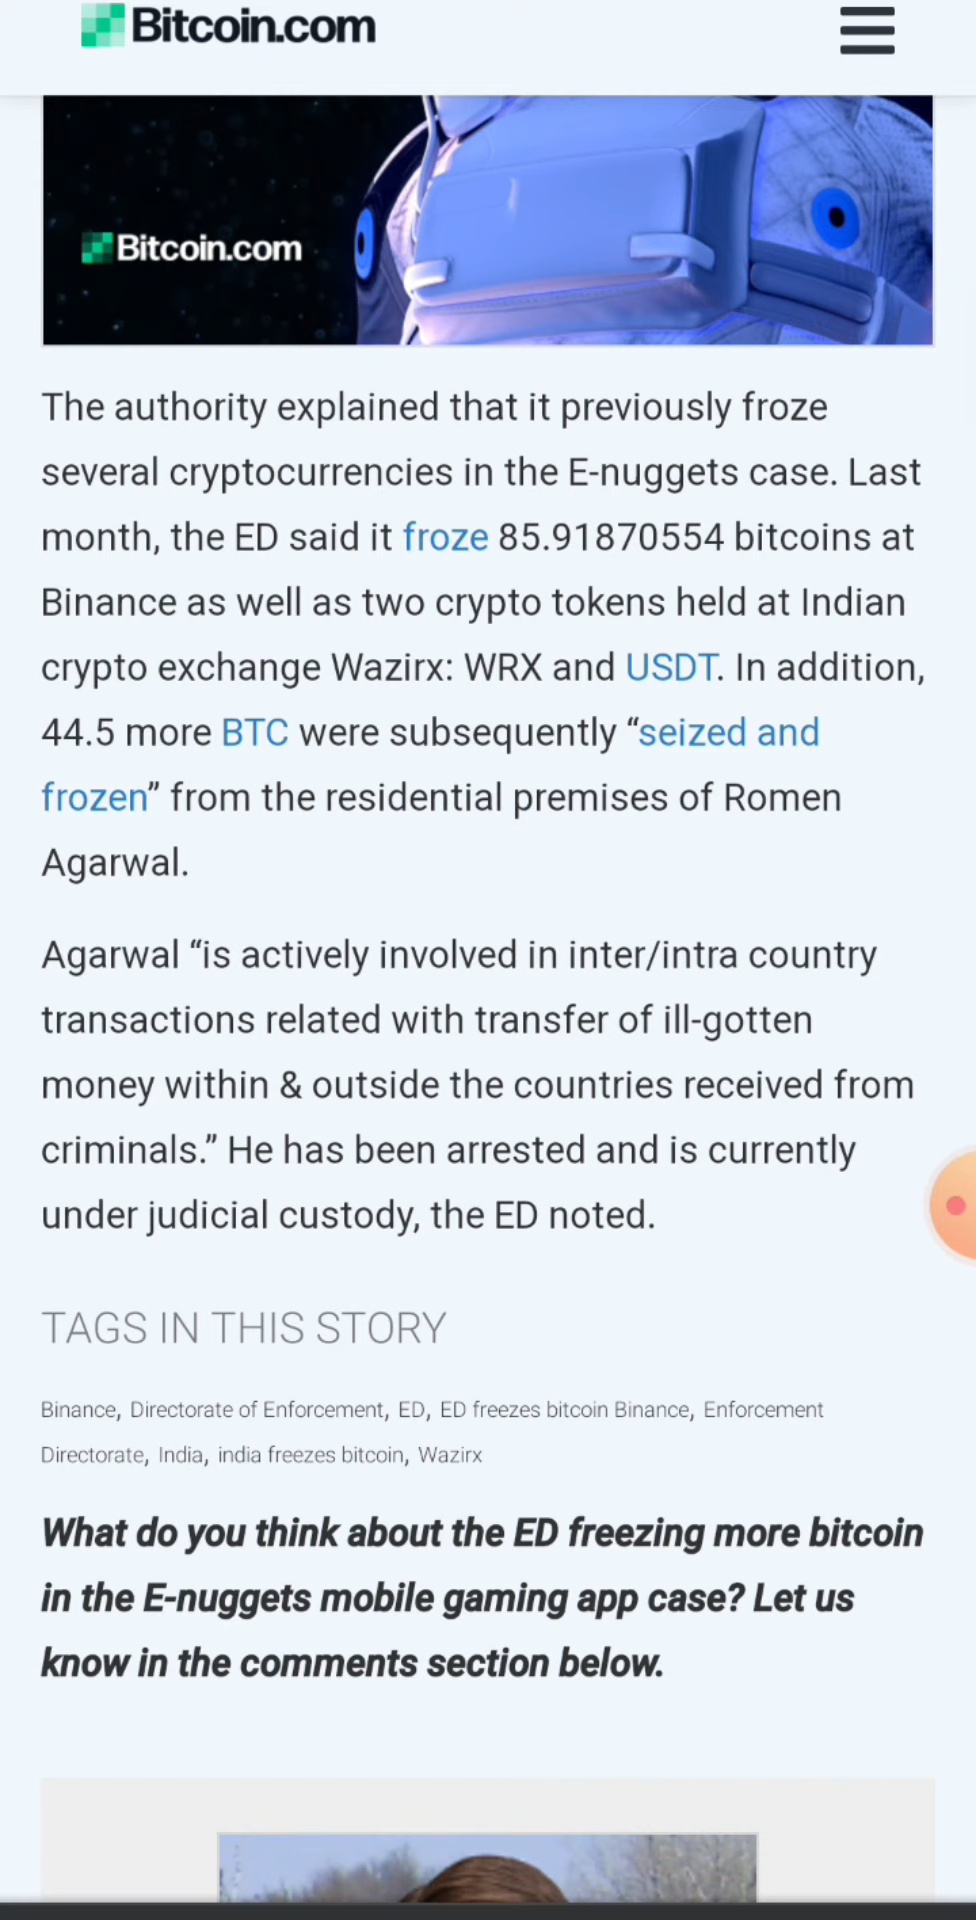 Bitcoin.com
Bitcoin.com
The authority explained that it previously froze
several cryptocurrencies in the E-nuggets case. Last
month, the ED said it froze 85.91870554 bitcoins at
Binance as well as two crypto tokens held at Indian
crypto exchange Wazirx: WRX and USDT. In addition,
44.5 more BTC were subsequently “seized and
frozen” from the residential premises of Romen
Agarwal.
Agarwal “is actively involved in inter/intra country
transactions related with transfer of ill-gotten
money within & outside the countries received from
criminals.” He has been arrested and is currently
under judicial custody, the ED noted.
TAGS IN THIS STORY
Binance, Directorate of Enforcement, ED, ED freezes bitcoin Binance, Enforcement
Directorate, India, india freezes bitcoin, Wazirx
What do you think about the ED freezing more bitcoin
in the E-nuggets mobile gaming app case? Let us
know in the comments section below.